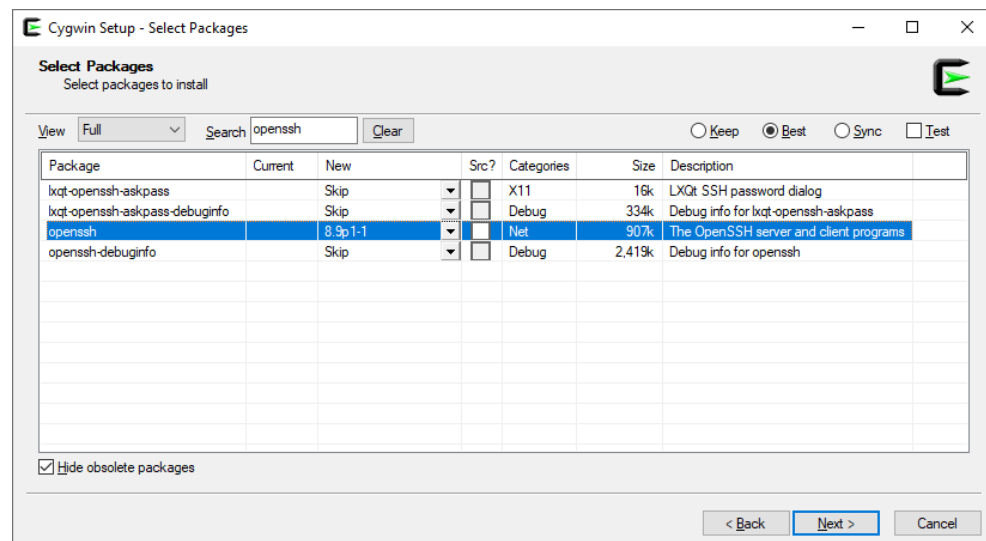 Cygwin Setup - Select Packages
Select Packages
Select packages to install
View Full Search openssh Clear Keep Best Sync Test
Package Current New Src? Categories Size Description
lxqt-openssh-askpass Skip X11 16k LXQt SSH password dialog
lxqt-openssh-askpass-debuginfo Skip Debug 334k Debug info for lxqt-openssh-askpass
openssh 8.9p1-1 Net 907k The OpenSSH server and client programs
openssh-debuginfo Skip Debug 2,419k Debug info for openssh
Hide obsolete packages
< Back Next > Cancel